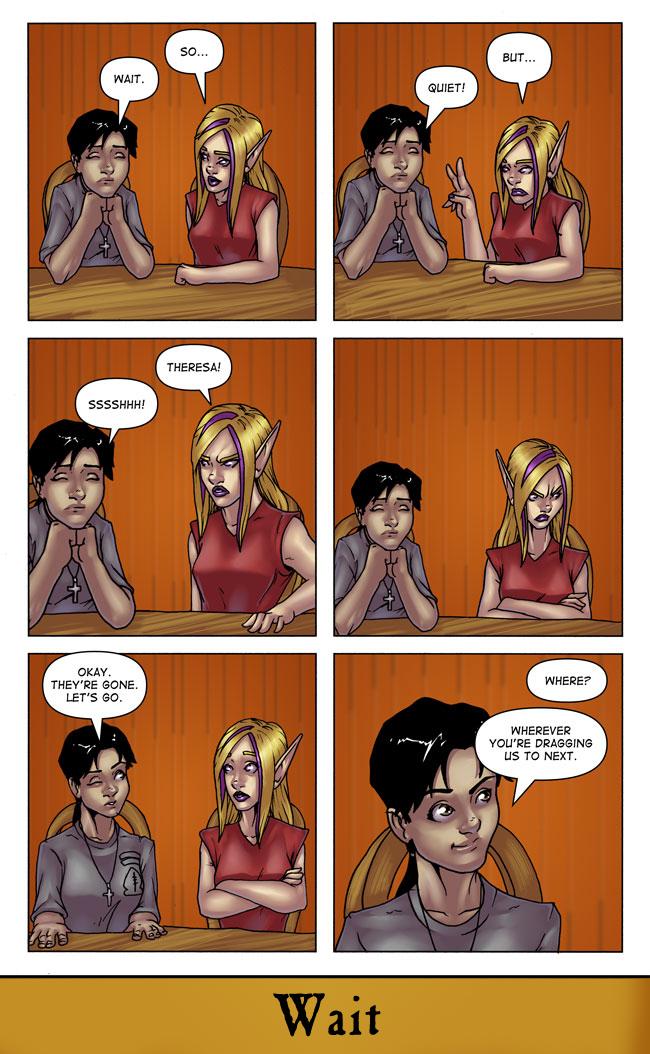 WAIT.
SO...
QUIET!
BUT...
SSSSHHH!
THERESA!
OKAY.
THEY'RE GONE.
LET'S GO.
WHERE?
WHEREVER
YOU'RE DRAGGING
US TO NEXT.
Wait